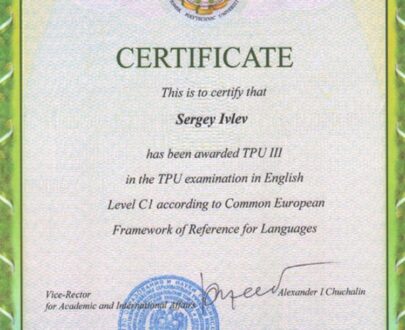 POLYTECHNIC UNIVERSITY
CERTIFICATE
This is to certify that
Sergey Ivlev
has been awarded TPU III
in the TPU examination in English
Level C1 according to Common European
Framework of Reference for Languages
Vice-Rector
for Academic and International Affairs
Alexander I Chuchalin